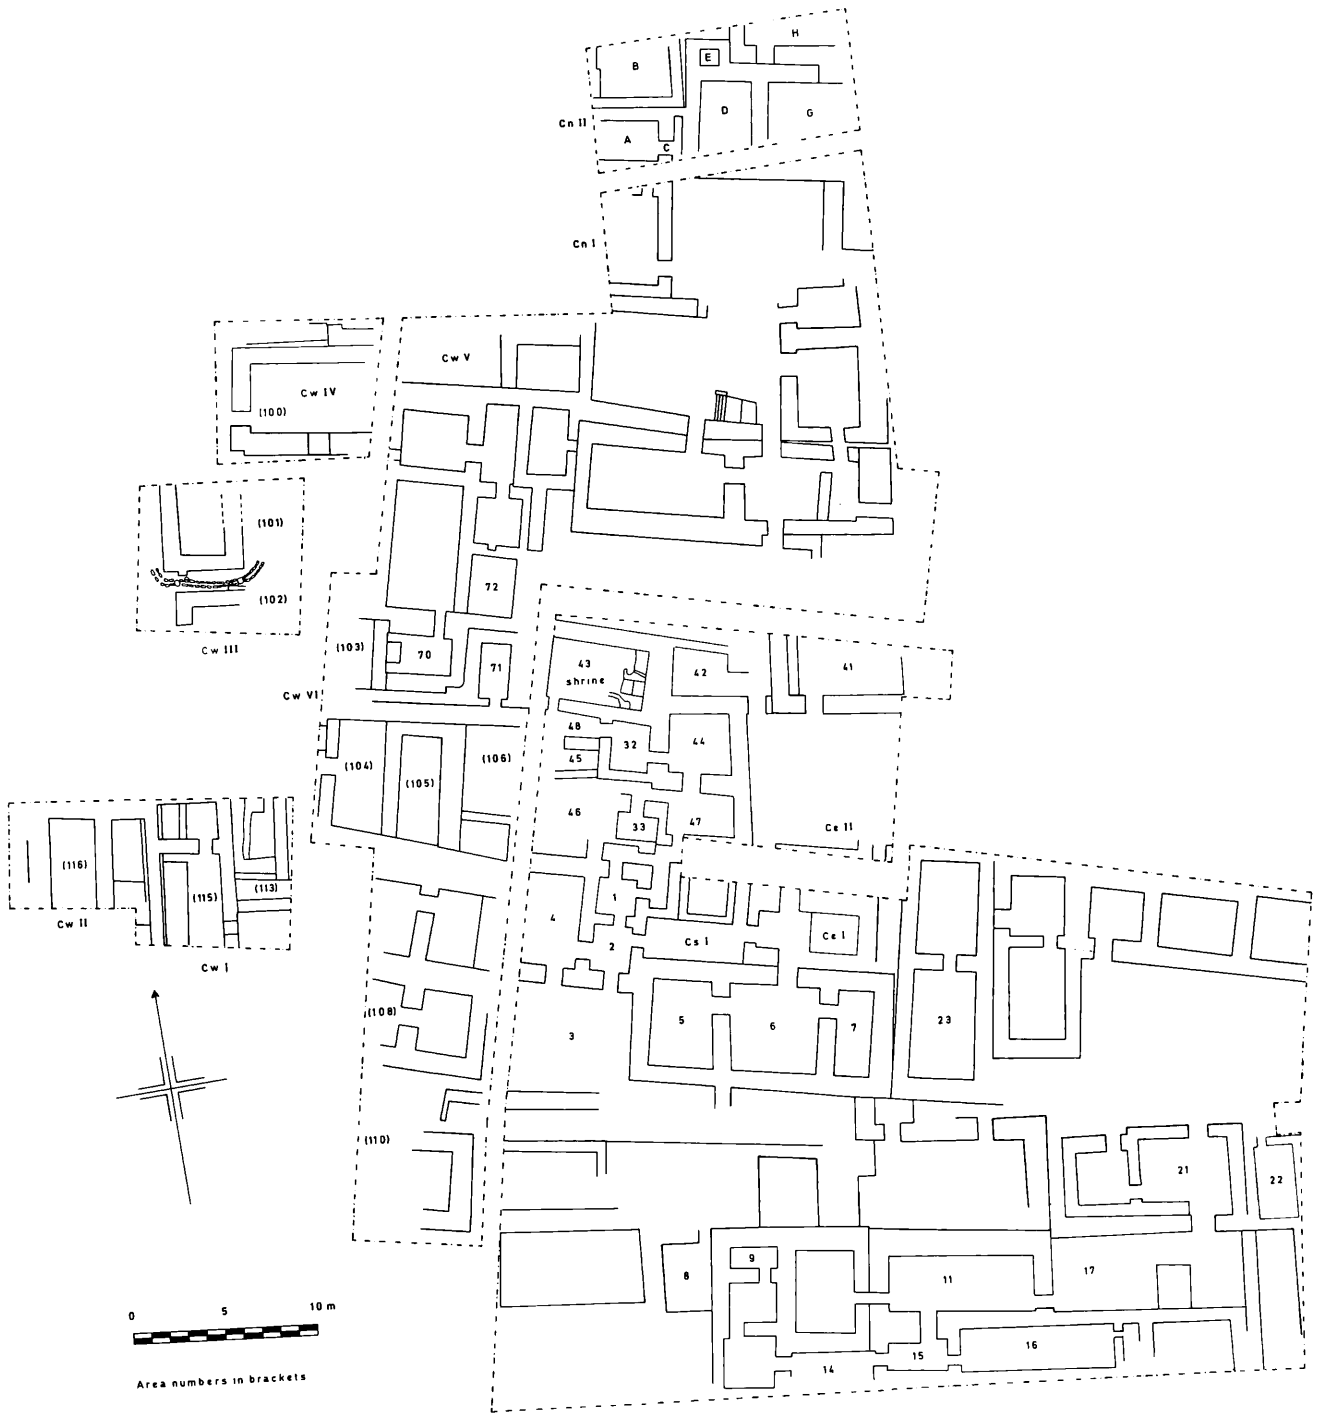 H
B
E
D
G
Cn II
A
C
Cn I
Cw V
Cw IV
(100)
(101)
(102)
Cw III
72
(103)
70
71
43
shrine
42
41
Cw VI
48
32
44
45
(104)
(105)
(106)
46
33
47
Ce II
(116)
(115)
(113)
Cw II
Cw I
4
1
2
Cs I
Ce I
(108)
3
5
6
7
23
(110)
21
22
9
8
11
17
14
15
16
0 5 10 m
Area numbers in brackets